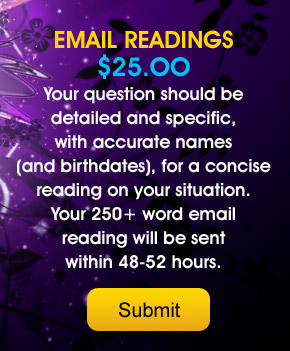 EMAIL READINGS
$25.00
Your question should be
detailed and specific,
with accurate names
(and birthdates), for a concise
reading on your situation.
Your 250+ word email
reading will be sent
within 48-52 hours.
Submit